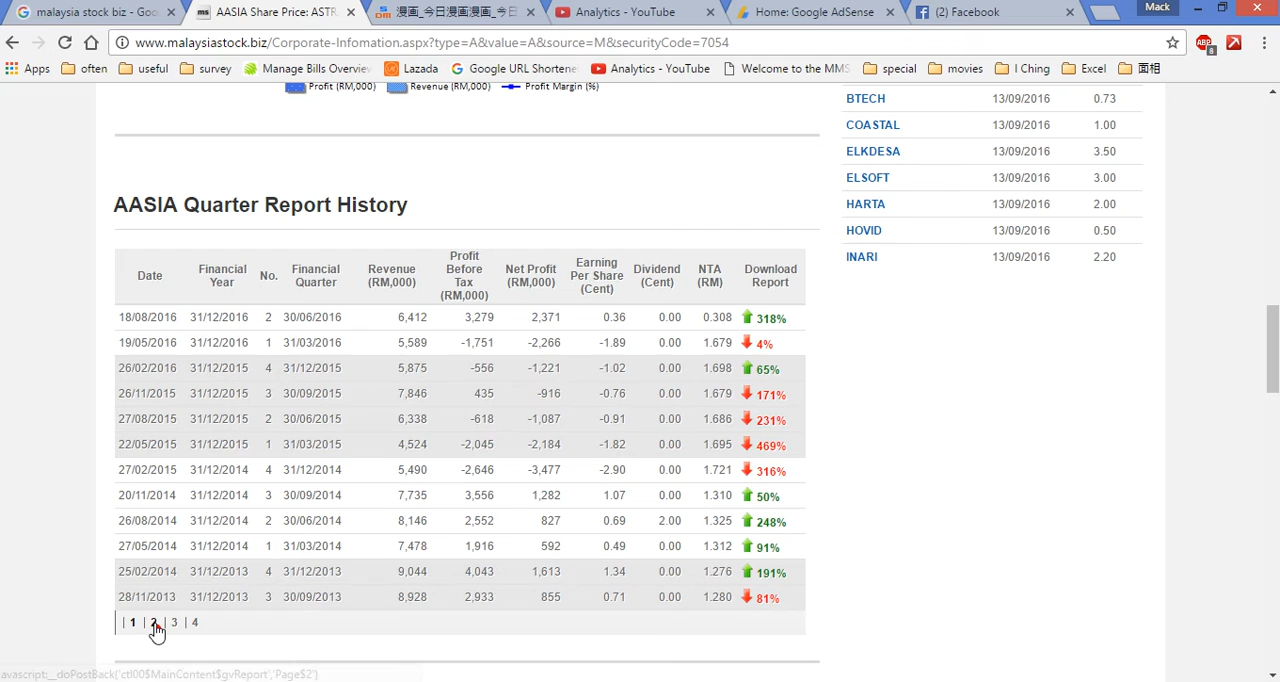 malaysia stock biz - Goo
AASIA Share Price: ASTR
漫画_今日漫画漫画_今日
Analytics - YouTube
Home: Google AdSense
(2) Facebook
Mack
www.malaysiastock.biz/Corporate-Infomation.aspx?type=A&value=A&source=M&securityCode=7054
ABP
8
Apps often useful survey Manage Bills Overview Lazada Google URL Shortene Analytics - YouTube Welcome to the MMS special movies I Ching Excel 面相
Profit (RM,000) Revenue (RM,000) Profit Margin (%)
BTECH 13/09/2016 0.73
COASTAL 13/09/2016 1.00
ELKDESA 13/09/2016 3.50
ELSOFT 13/09/2016 3.00
HARTA 13/09/2016 2.00
HOVID 13/09/2016 0.50
INARI 13/09/2016 2.20
AASIA Quarter Report History
Date Financial Year No. Financial Quarter Revenue (RM,000) Profit Before Tax (RM,000) Net Profit (RM,000) Earning Per Share (Cent) Dividend (Cent) NTA (RM) Download Report
18/08/2016 31/12/2016 2 30/06/2016 6,412 3,279 2,371 0.36 0.00 0.308 318%
19/05/2016 31/12/2016 1 31/03/2016 5,589 -1,751 -2,266 -1.89 0.00 1.679 4%
26/02/2016 31/12/2015 4 31/12/2015 5,875 -556 -1,221 -1.02 0.00 1.698 65%
26/11/2015 31/12/2015 3 30/09/2015 7,846 435 -916 -0.76 0.00 1.679 171%
27/08/2015 31/12/2015 2 30/06/2015 6,338 -618 -1,087 -0.91 0.00 1.686 231%
22/05/2015 31/12/2015 1 31/03/2015 4,524 -2,045 -2,184 -1.82 0.00 1.695 469%
27/02/2015 31/12/2014 4 31/12/2014 5,490 -2,646 -3,477 -2.90 0.00 1.721 316%
20/11/2014 31/12/2014 3 30/09/2014 7,735 3,556 1,282 1.07 0.00 1.310 50%
26/08/2014 31/12/2014 2 30/06/2014 8,146 2,552 827 0.69 2.00 1.325 248%
27/05/2014 31/12/2014 1 31/03/2014 7,478 1,916 592 0.49 0.00 1.312 91%
25/02/2014 31/12/2013 4 31/12/2013 9,044 4,043 1,613 1.34 0.00 1.276 191%
28/11/2013 31/12/2013 3 30/09/2013 8,928 2,933 855 0.71 0.00 1.280 81%
| 1 | 2 | 3 | 4
avascript:__doPostBack('ctl00$MainContent$gvReport','Page$2')